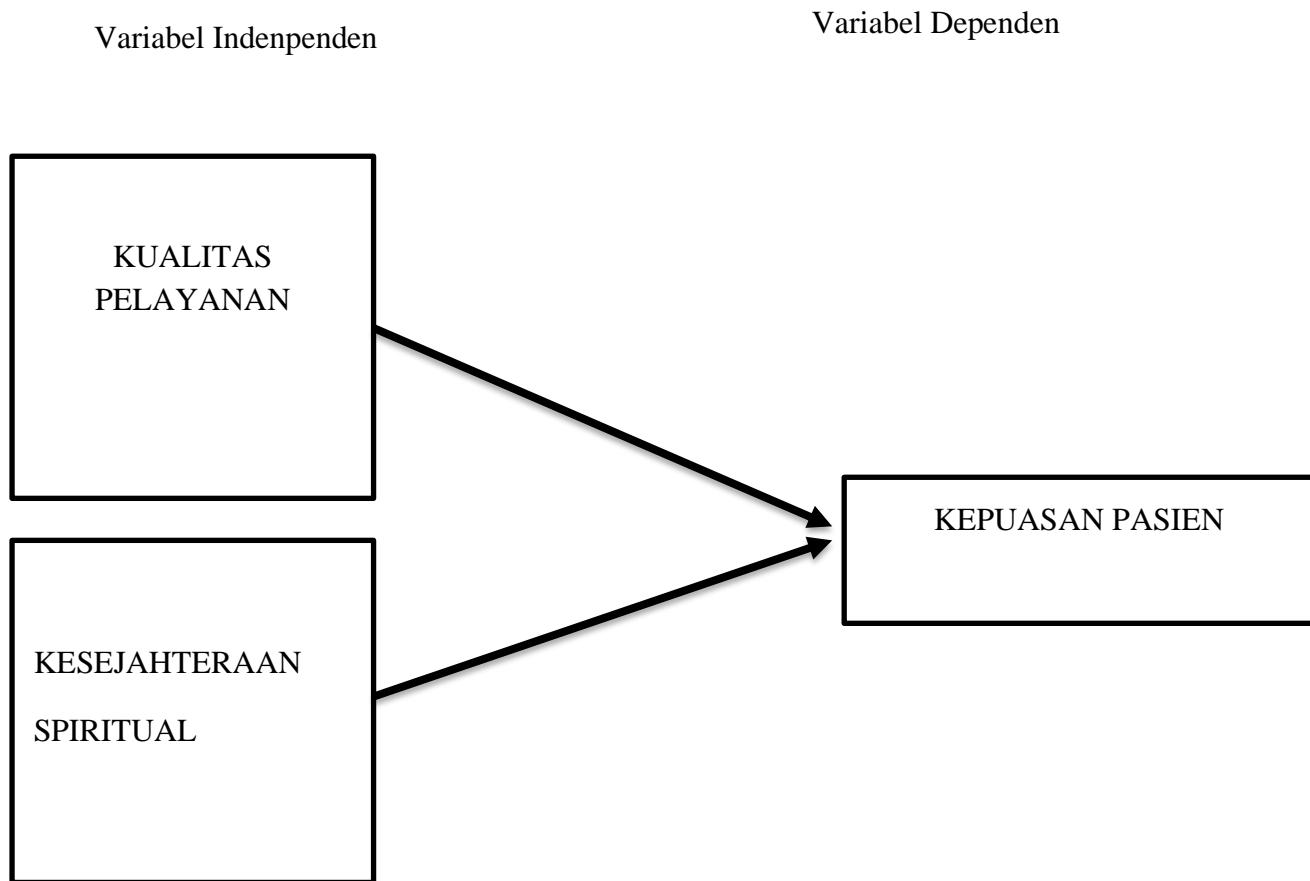 Variabel Indenpenden
Variabel Dependen
KUALITAS
PELAYANAN
KEPUASAN PASIEN
KESEJAHTERAAN
SPIRITUAL